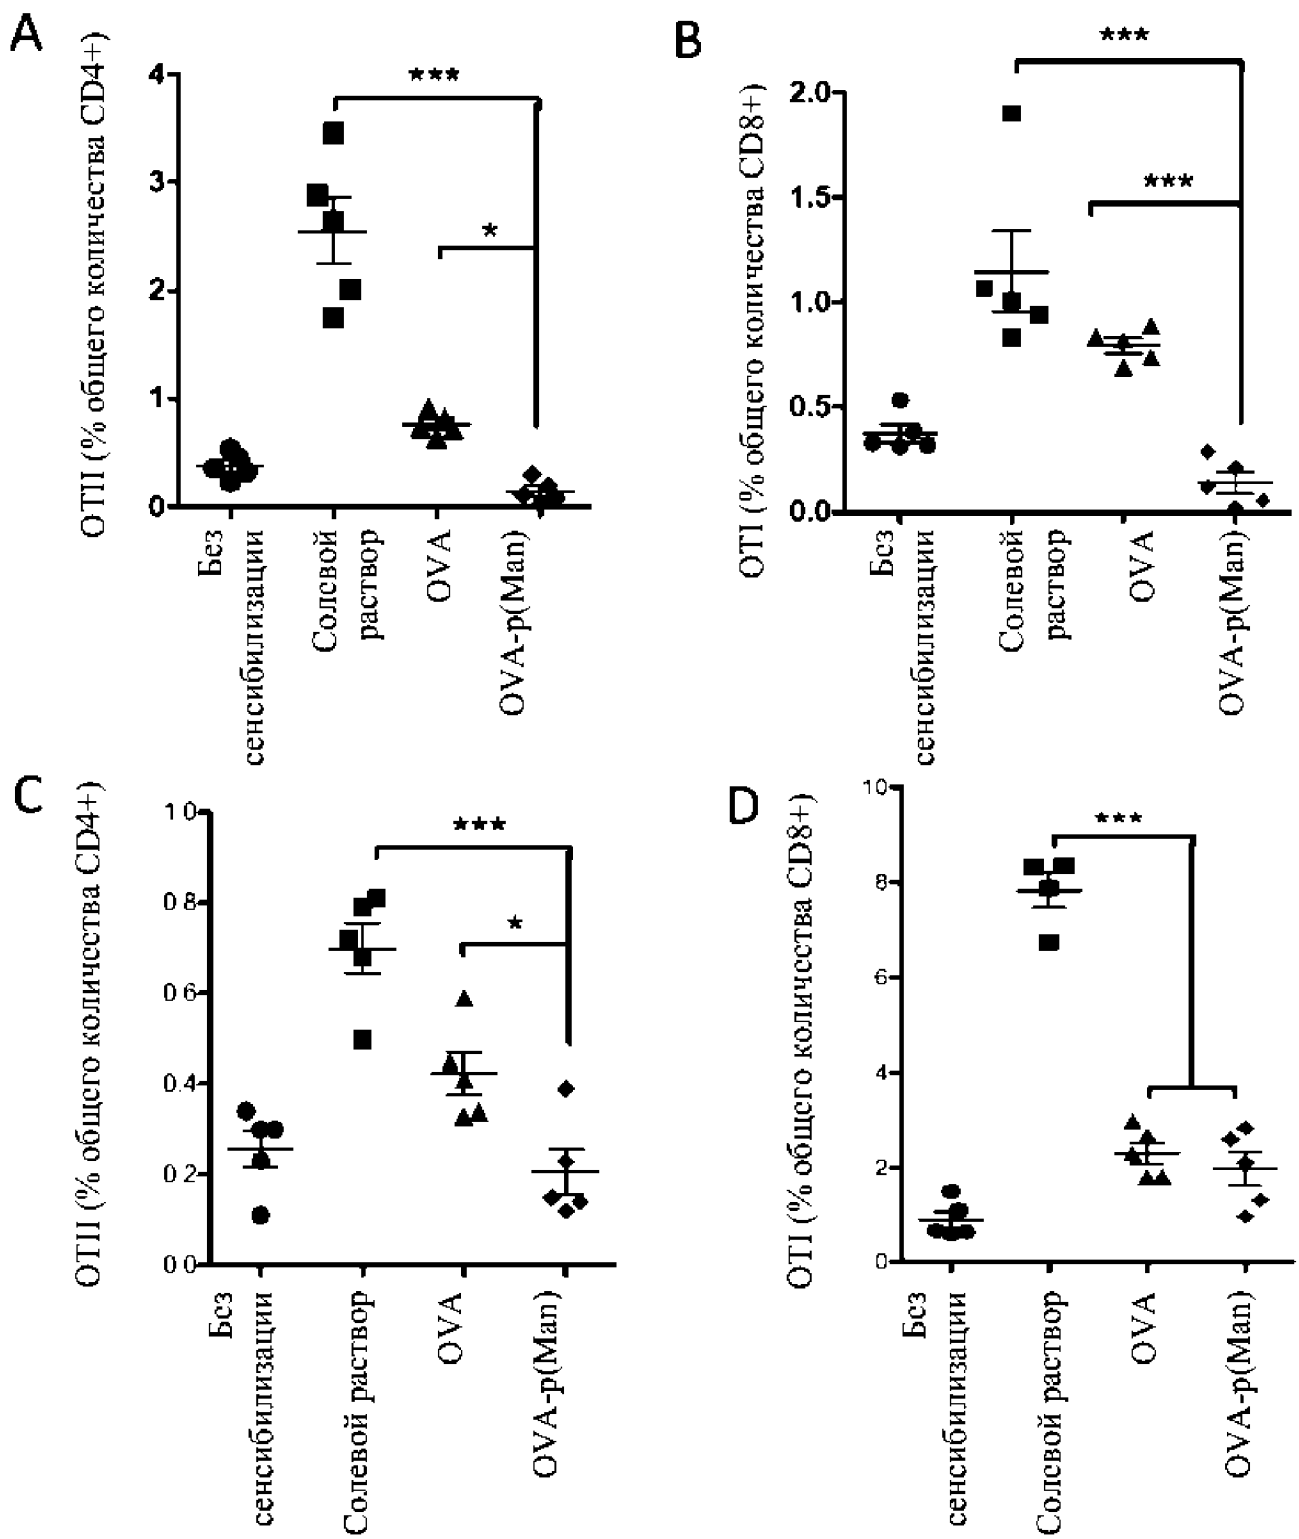 A
OTII (% общего количества CD4+)
4
3
2
1
0
***
*
Без
сенсибилизации
Солевой
раствор
OVA
OVA-p(Man)
B
OTI (% общего количества CD8+)
2.0
1.5
1.0
0.5
0.0
***
***
Без
сенсибилизации
Солевой
раствор
OVA
OVA-p(Man)
C
OTII (% общего количества CD4+)
1 0
0 8
0 6
0 4
0 2
0 0
***
*
Без
сенсибилизации
Солевой раствор
OVA
OVA-p(Man)
D
OTI (% общего количества CD8+)
10
8
6
4
2
0
***
Без
сенсибилизации
Солевой раствор
OVA
OVA-p(Man)